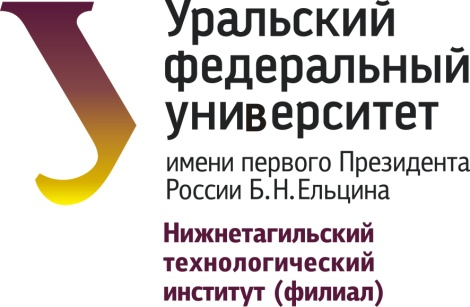 У
Уральский
федеральный
университет
имени первого Президента
России Б.Н.Ельцина
Нижнетагильский
технологический
институт (филиал)